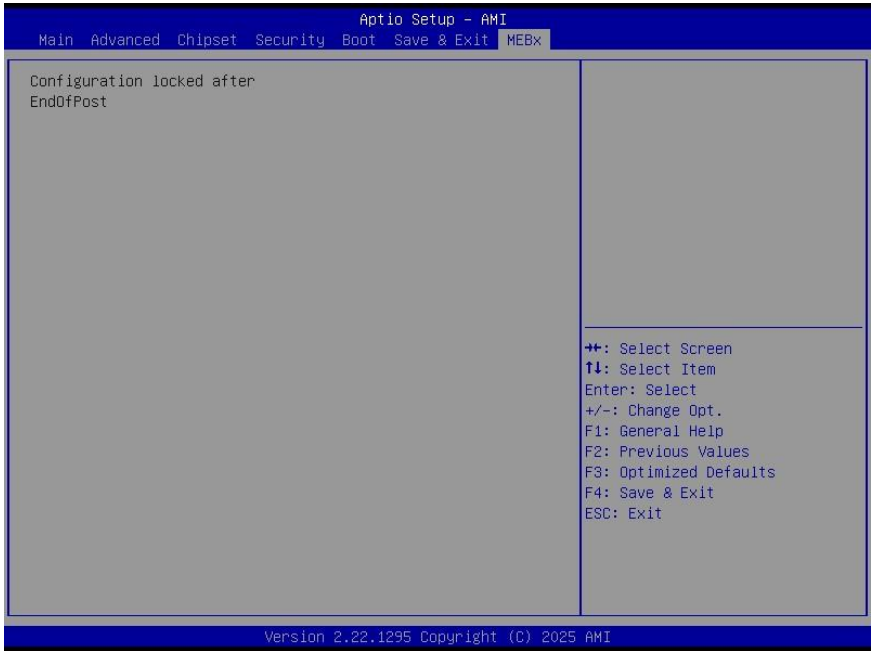 Aptio Setup – AMI
Main Advanced Chipset Security Boot Save & Exit MEBx
Configuration locked after
EndOfPost
→←: Select Screen
↑↓: Select Item
Enter: Select
+/-: Change Opt.
F1: General Help
F2: Previous Values
F3: Optimized Defaults
F4: Save & Exit
ESC: Exit
Version 2.22.1295 Copyright (C) 2025 AMI